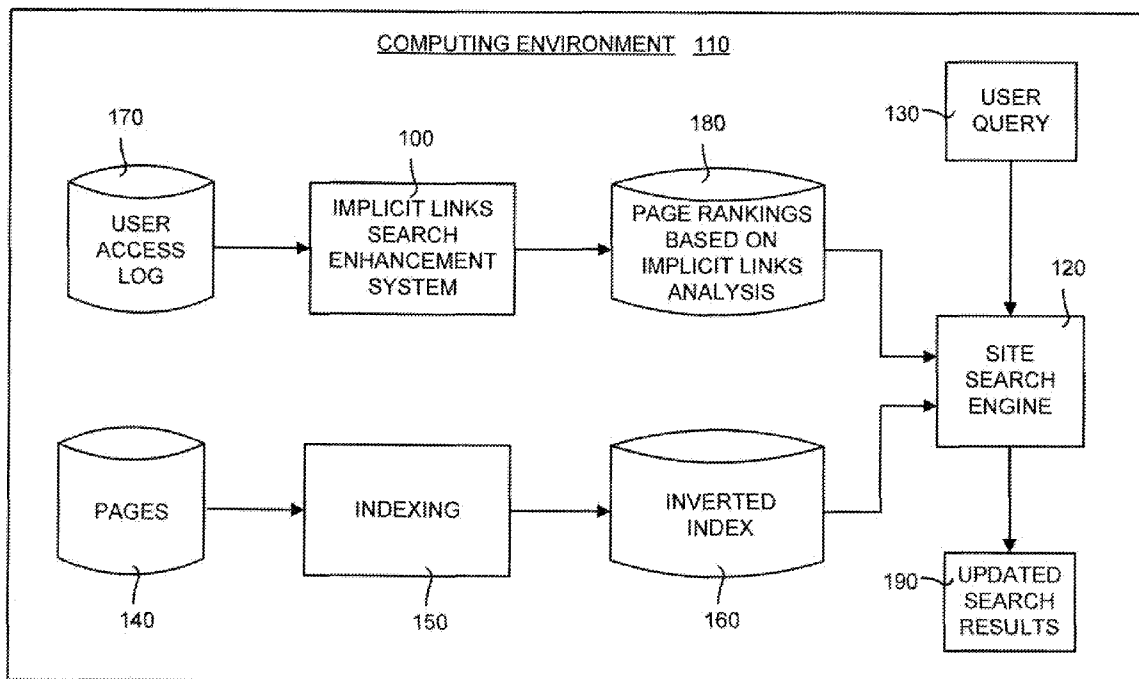 COMPUTING ENVIRONMENT 110
170
USER
ACCESS
LOG
100
IMPLICIT LINKS
SEARCH
ENHANCEMENT
SYSTEM
180
PAGE RANKINGS
BASED ON
IMPLICIT LINKS
ANALYSIS
130
USER
QUERY
120
SITE
SEARCH
ENGINE
PAGES
140
INDEXING
150
INVERTED
INDEX
160
190
UPDATED
SEARCH
RESULTS